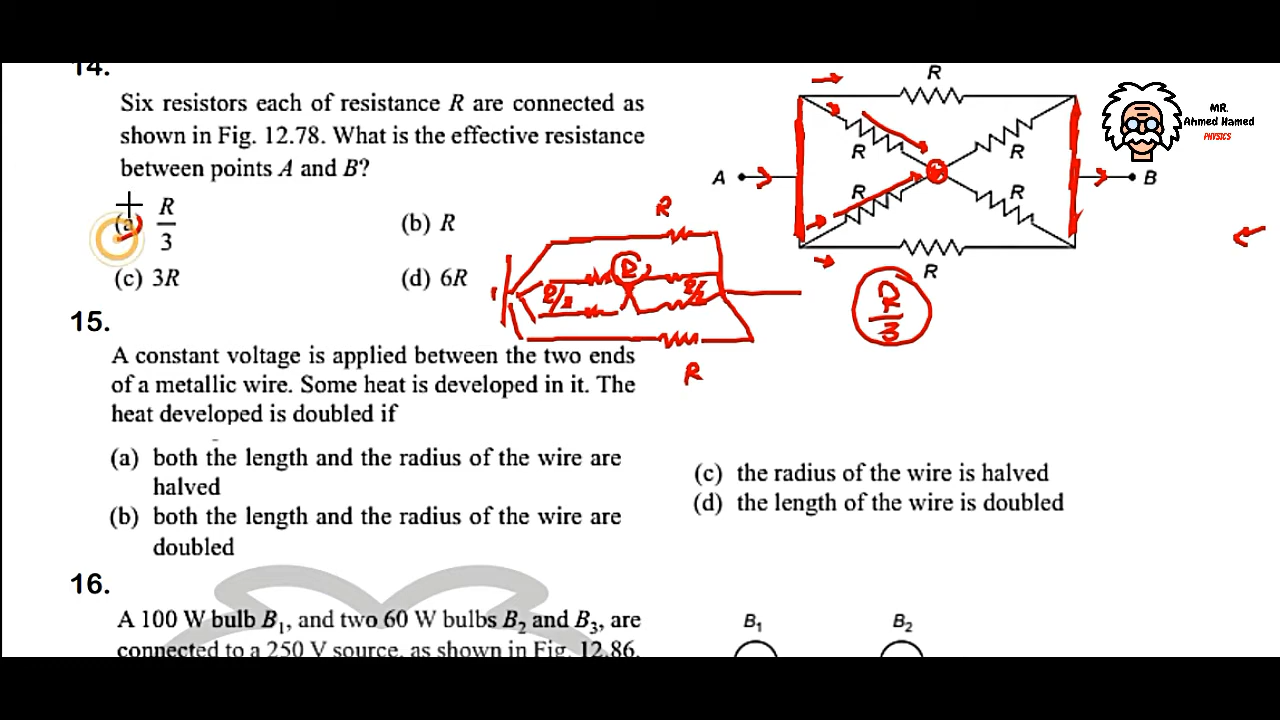 14.
Six resistors each of resistance R are connected as
shown in Fig. 12.78. What is the effective resistance
between points A and B?
(a) R/3
(b) R
(c) 3R
(d) 6R
R
R
R
R
R
R
A
B
R
R/2
R
R/2
R
R/3
MR.
Ahmed Hamed
PHYSICS
15.
A constant voltage is applied between the two ends
of a metallic wire. Some heat is developed in it. The
heat developed is doubled if
(a) both the length and the radius of the wire are
halved
(b) both the length and the radius of the wire are
doubled
(c) the radius of the wire is halved
(d) the length of the wire is doubled
16.
A 100 W bulb B1, and two 60 W bulbs B2 and B3, are
connected to a 250 V source, as shown in Fig. 12.86.
B1
B2